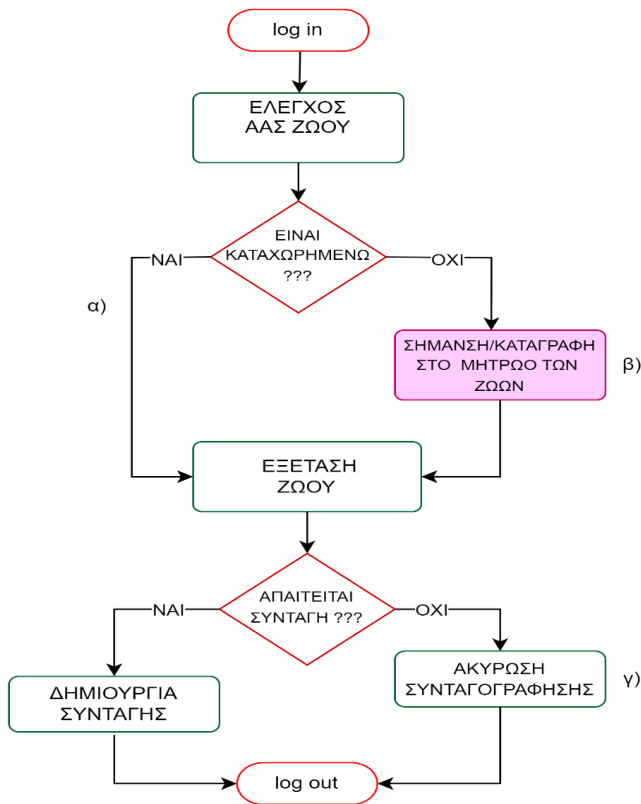 log in
ΕΛΕΓΧΟΣ
ΑΑΣ ΖΩΟΥ
ΕΙΝΑΙ
ΚΑΤΑΧΩΡΗΜΕΝΩ
???
ΝΑΙ
ΟΧΙ
α)
ΣΗΜΑΝΣΗ/ΚΑΤΑΓΡΑΦΗ
ΣΤΟ ΜΗΤΡΩΟ ΤΩΝ
ΖΩΩΝ
β)
ΕΞΕΤΑΣΗ
ΖΩΟΥ
ΑΠΑΙΤΕΙΤΑΙ
ΣΥΝΤΑΓΗ ???
ΝΑΙ
ΟΧΙ
ΔΗΜΙΟΥΡΓΙΑ
ΣΥΝΤΑΓΗΣ
ΑΚΥΡΩΣΗ
ΣΥΝΤΑΓΟΓΡΑΦΗΣΗΣ
γ)
log out